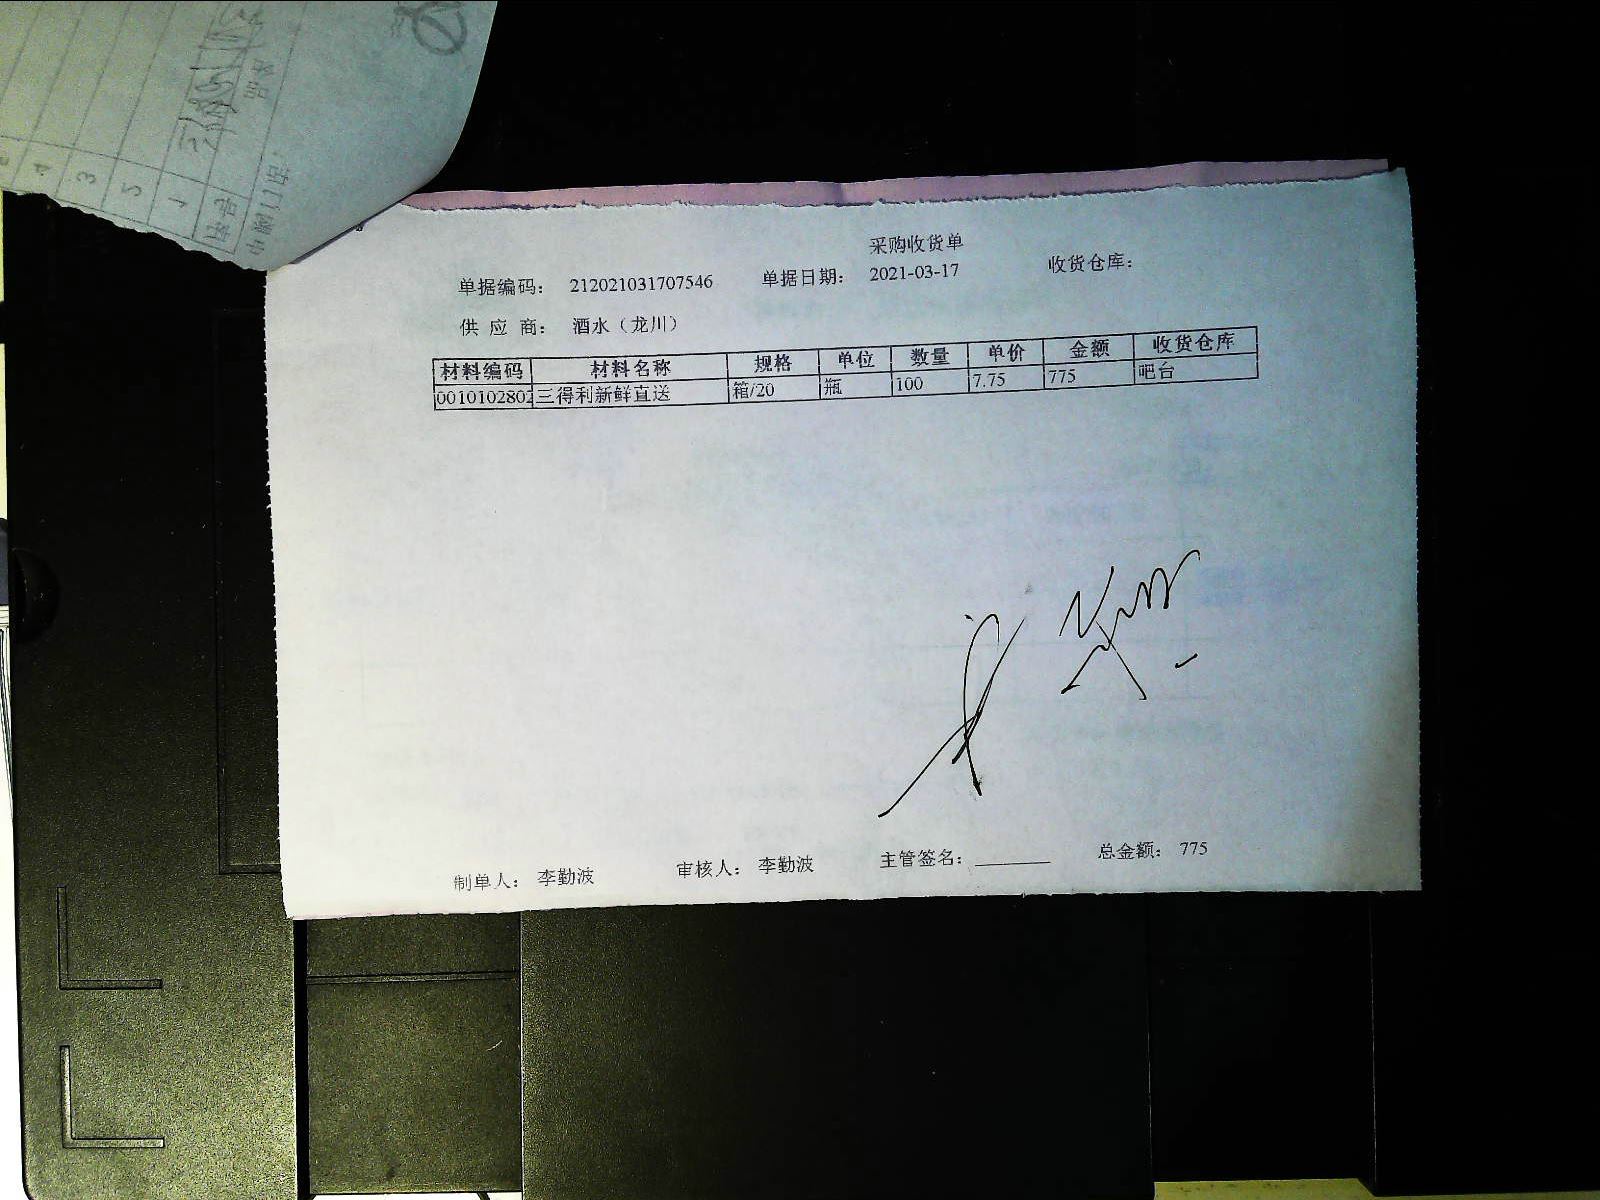 采购收货单
单据编码： 212021031707546 单据日期： 2021-03-17 收货仓库：
供 应 商： 酒水（龙川）
材料编码 材料名称 规格 单位 数量 单价 金额 收货仓库
0010102802 三得利新鲜直送 箱/20 瓶 100 7.75 775 吧台
制单人： 李勤波 审核人： 李勤波 主管签名： 总金额： 775